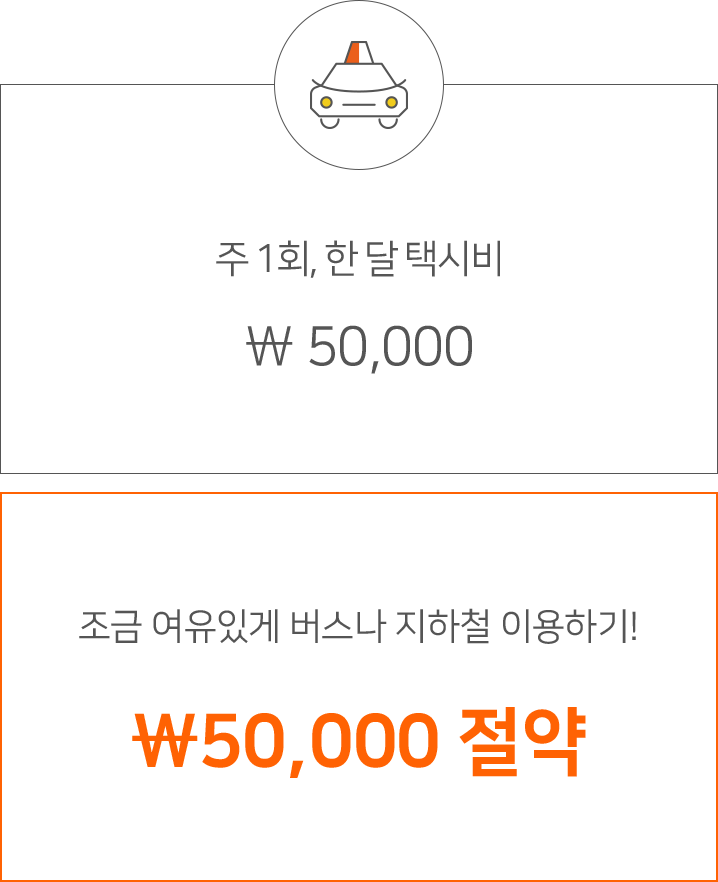 주 1회, 한 달 택시비
₩ 50,000
조금 여유있게 버스나 지하철 이용하기!
₩50,000 절약